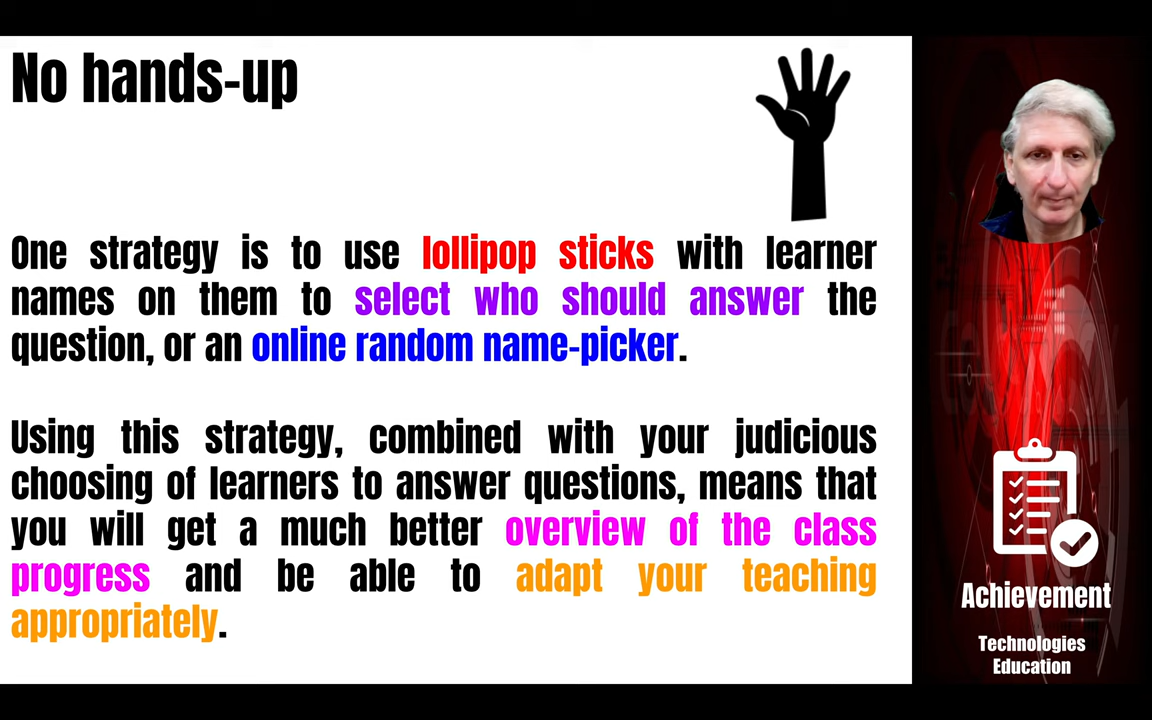 No hands-up
One strategy is to use lollipop sticks with learner
names on them to select who should answer the
question, or an online random name-picker.
Using this strategy, combined with your judicious
choosing of learners to answer questions, means that
you will get a much better overview of the class
progress and be able to adapt your teaching
appropriately.
Achievement
Technologies
Education